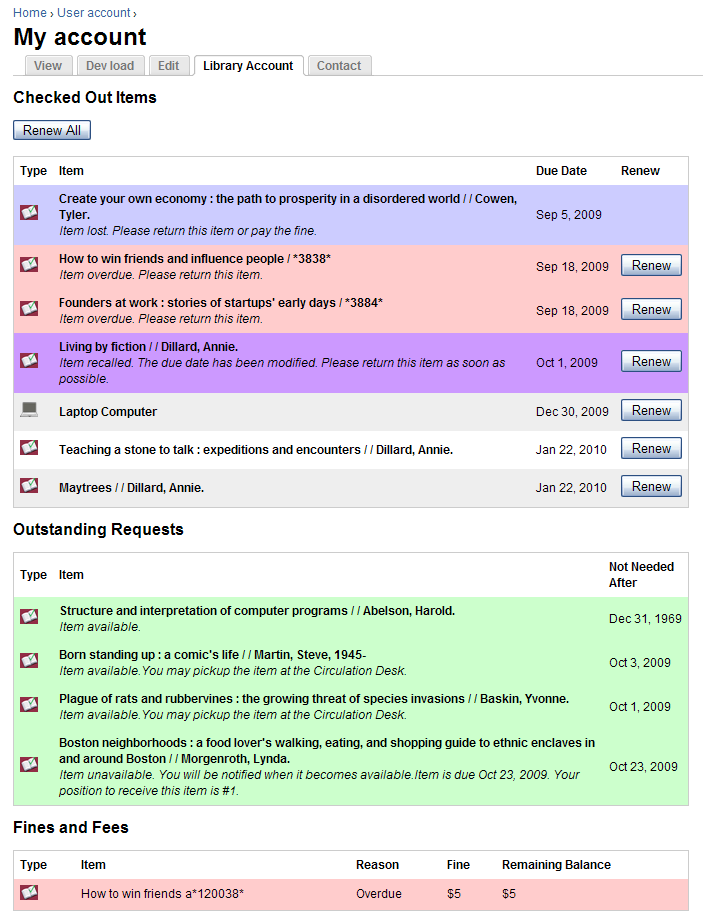 Home › User account ›
My account
View Dev load Edit Library Account Contact
Checked Out Items
Renew All
Type Item Due Date Renew
Create your own economy : the path to prosperity in a disordered world / / Cowen,
Tyler.
Item lost. Please return this item or pay the fine.
Sep 5, 2009
How to win friends and influence people / *3838*
Item overdue. Please return this item.
Sep 18, 2009 Renew
Founders at work : stories of startups' early days / *3884*
Item overdue. Please return this item.
Sep 18, 2009 Renew
Living by fiction / / Dillard, Annie.
Item recalled. The due date has been modified. Please return this item as soon as
possible.
Oct 1, 2009 Renew
Laptop Computer Dec 30, 2009 Renew
Teaching a stone to talk : expeditions and encounters / / Dillard, Annie. Jan 22, 2010 Renew
Maytrees / / Dillard, Annie. Jan 22, 2010 Renew
Outstanding Requests
Type Item Not Needed
After
Structure and interpretation of computer programs / / Abelson, Harold.
Item available.
Dec 31, 1969
Born standing up : a comic's life / / Martin, Steve, 1945-
Item available.You may pickup the item at the Circulation Desk.
Oct 3, 2009
Plague of rats and rubbervines : the growing threat of species invasions / / Baskin, Yvonne.
Item available.You may pickup the item at the Circulation Desk.
Oct 1, 2009
Boston neighborhoods : a food lover's walking, eating, and shopping guide to ethnic enclaves in
and around Boston / / Morgenroth, Lynda.
Item unavailable. You will be notified when it becomes available.Item is due Oct 23, 2009. Your
position to receive this item is #1.
Oct 23, 2009
Fines and Fees
Type Item Reason Fine Remaining Balance
How to win friends a*120038* Overdue $5 $5